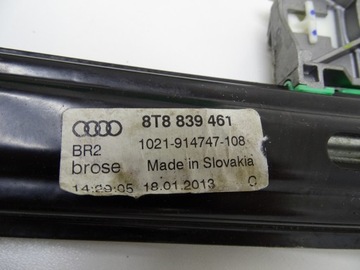 8T8 839 461
BR2 1021-914747-108
brose Made in Slovakia
14:29:05 18.01.2013 C